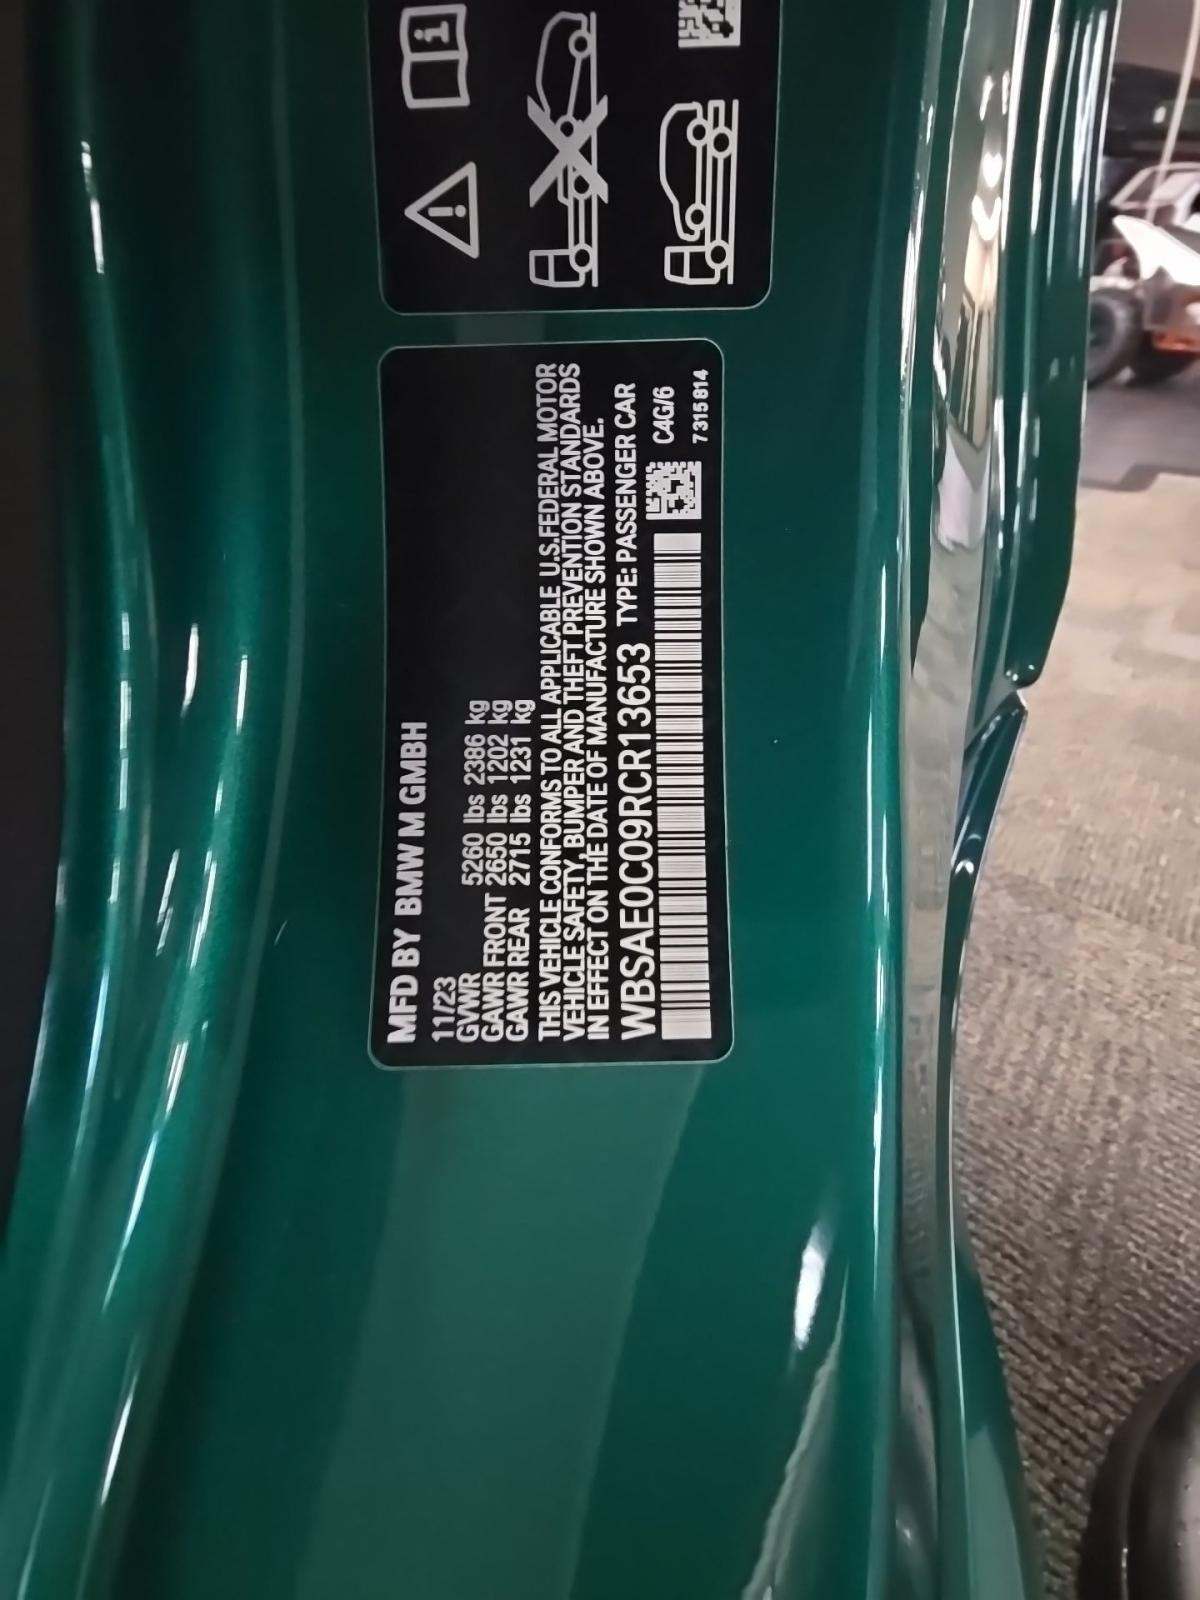 MFD BY BMW M GMBH
11/23
GVWR 5260 lbs 2386 kg
GAWR FRONT 2650 lbs 1202 kg
GAWR REAR 2715 lbs 1231 kg
THIS VEHICLE CONFORMS TO ALL APPLICABLE U.S.FEDERAL MOTOR
VEHICLE SAFETY, BUMPER AND THEFT PREVENTION STANDARDS
IN EFFECT ON THE DATE OF MANUFACTURE SHOWN ABOVE.
WBSAE0C09RCR13653 TYPE: PASSENGER CAR
C4G/6
7315814